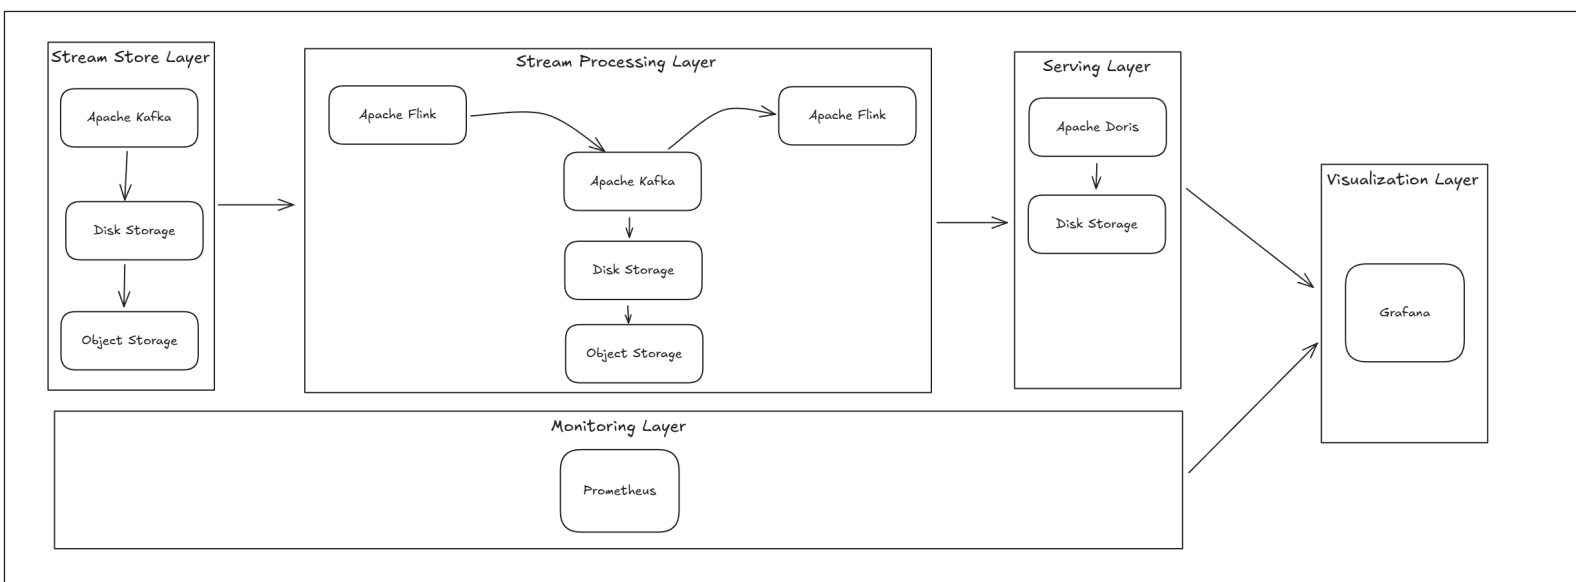 Stream Store Layer
Apache Kafka
Disk Storage
Object Storage
Stream Processing Layer
Apache Flink
Apache Flink
Apache Kafka
Disk Storage
Object Storage
Serving Layer
Apache Doris
Disk Storage
Visualization Layer
Grafana
Monitoring Layer
Prometheus